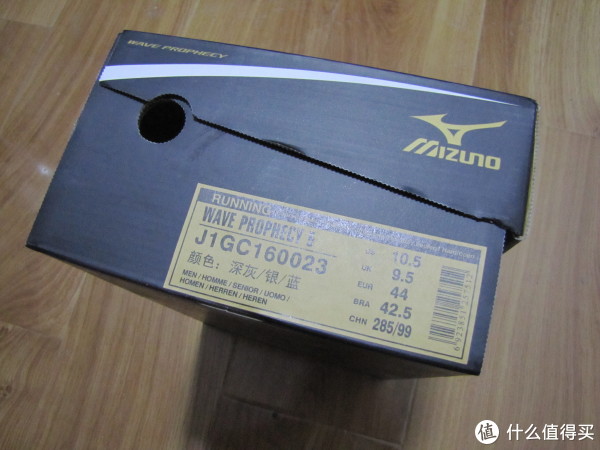 WAVE PROPHECY
MIZUNO
RUNNING
WAVE PROPHECY 5
J1GC160023
颜色：深灰/银/蓝
MEN / HOMME / SENIOR / UOMO /
HOMEN / HERREN / HEREN
10.5
UK 9.5
EUR 44
BRA 42.5
CHN 285/99
值 什么值得买